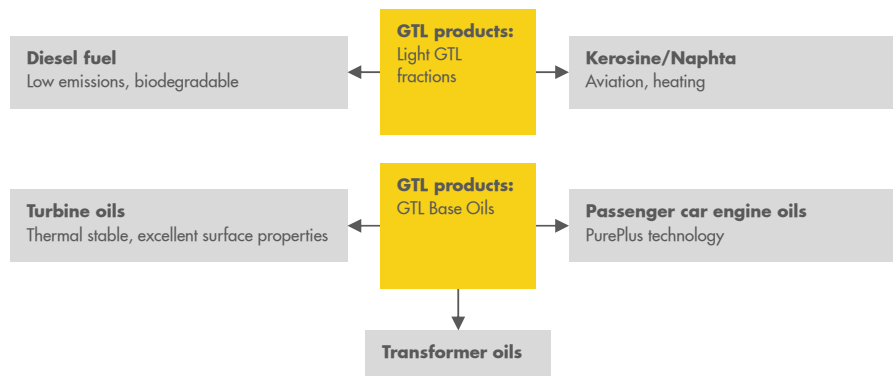 GTL products:
Light GTL
fractions
Diesel fuel
Low emissions, biodegradable
Kerosine/Naphta
Aviation, heating
GTL products:
GTL Base Oils
Turbine oils
Thermal stable, excellent surface properties
Passenger car engine oils
PurePlus technology
Transformer oils